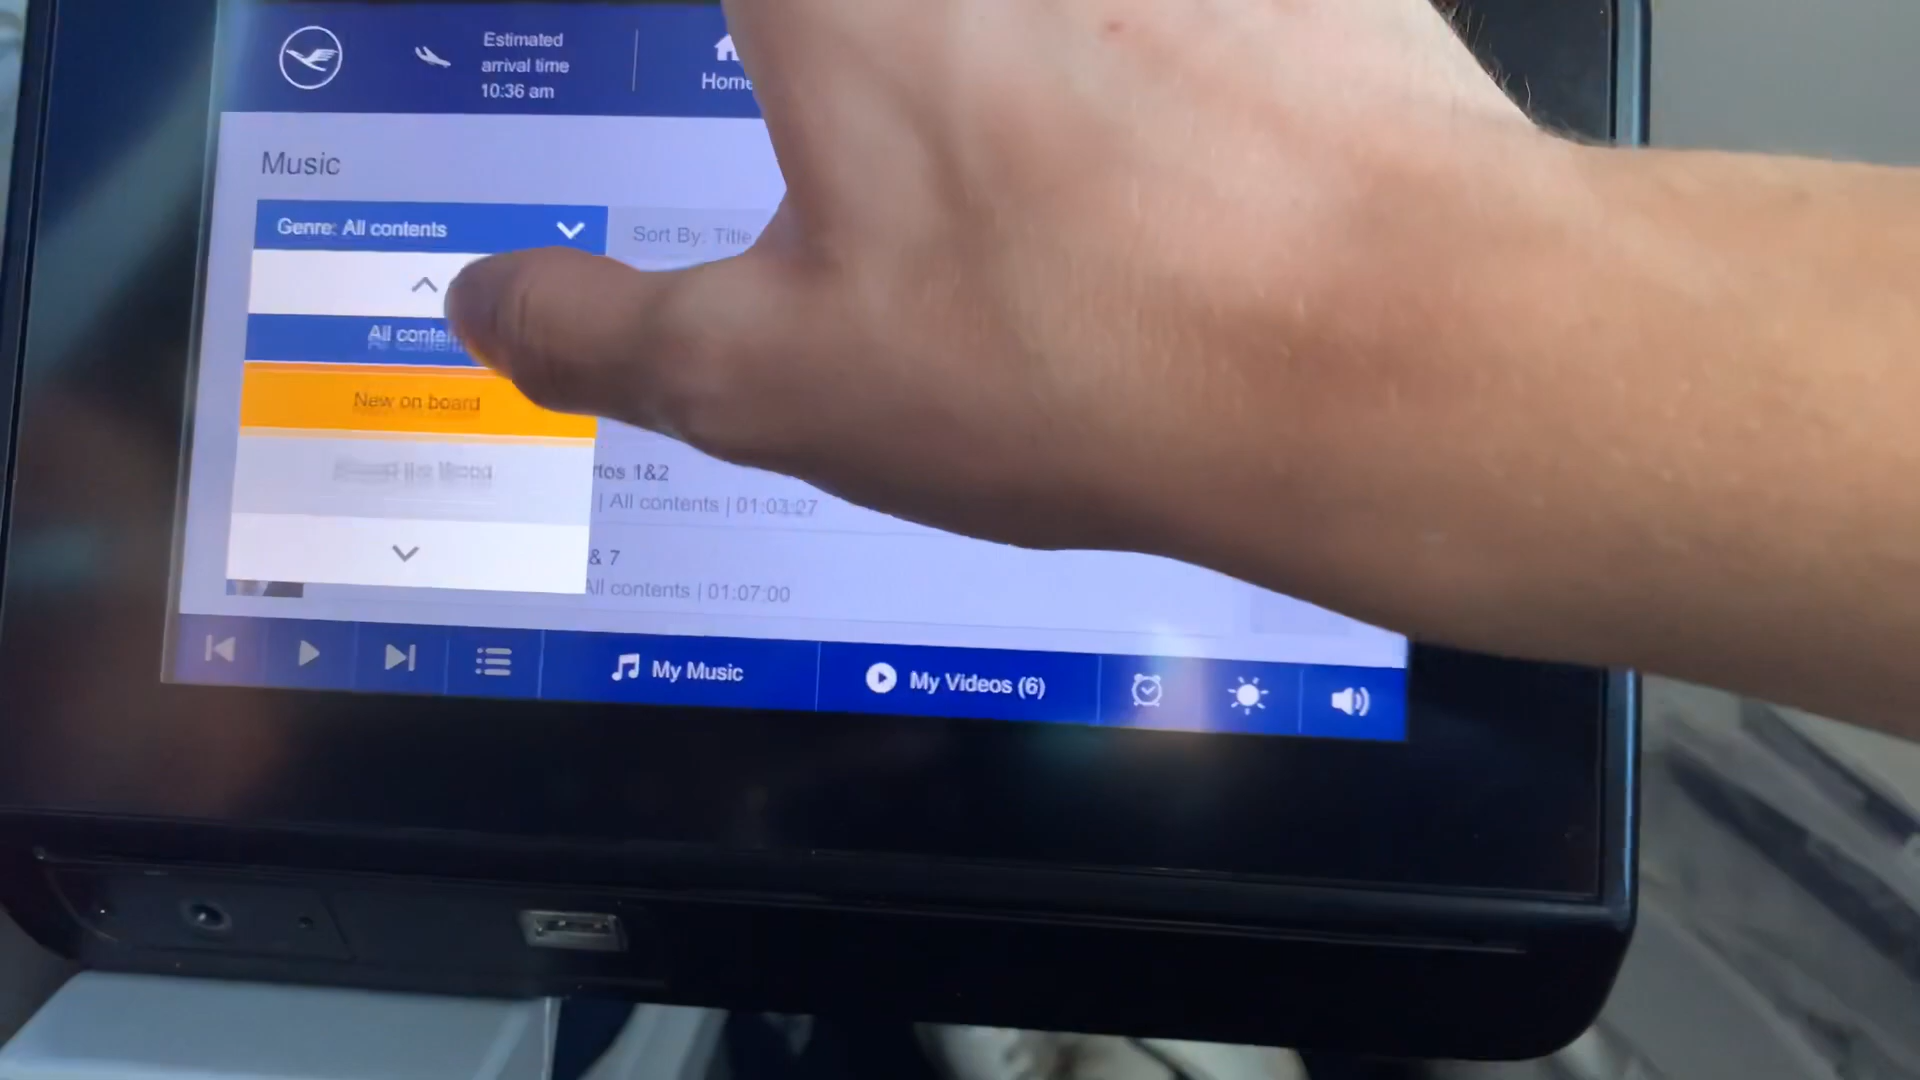 Estimated
arrival time
10:36 am
Home
Music
Genre: All contents
Sort By: Title
All conten
New on board
tos 1&2
| All contents | 01:03:27
& 7
All contents | 01:07:00
My Music
My Videos (6)